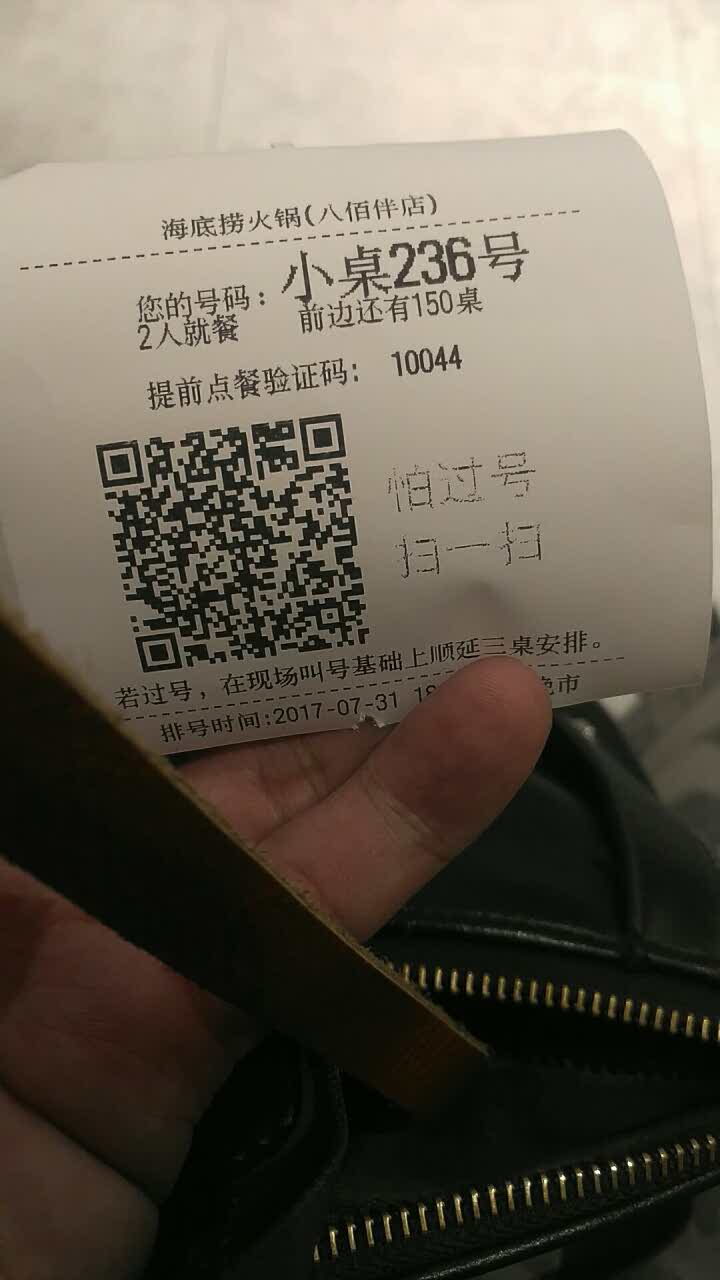 海底捞火锅(八佰伴店)
您的号码：小桌236号
2人就餐 前边还有150桌
提前点餐验证码： 10044
怕过号
扫一扫
若过号，在现场叫号基础上顺延三桌安排。
排号时间:2017-07-31 18 晚市